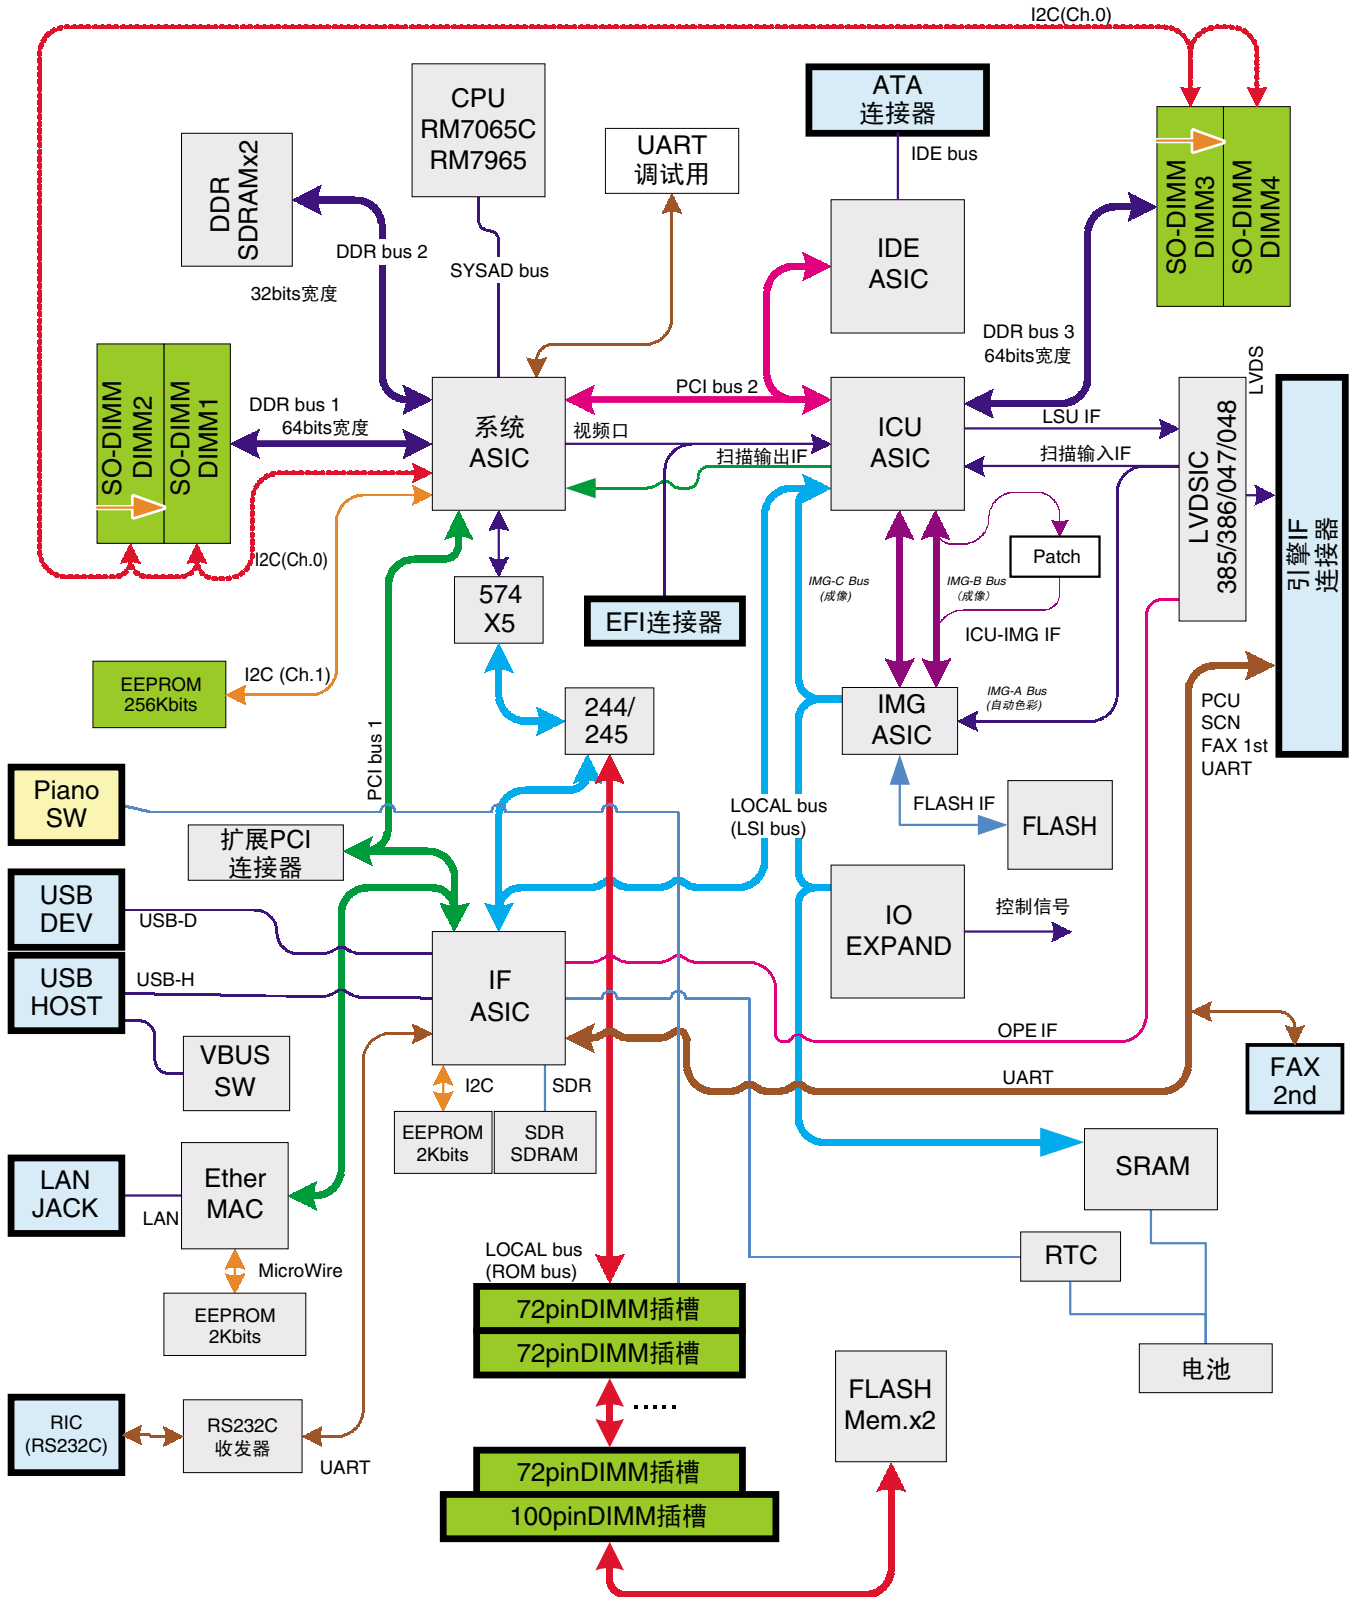 I2C(Ch.0)
CPU
RM7065C
RM7965
ATA
连接器
UART
调试用
DDR
SDRAMx2
IDE bus
SO-DIMM
DIMM3
SO-DIMM
DIMM4
DDR bus 2
SYSAD bus
IDE
ASIC
32bits宽度
DDR bus 3
64bits宽度
LVDS
SO-DIMM
DIMM2
SO-DIMM
DIMM1
DDR bus 1
64bits宽度
PCI bus 2
系统
ASIC
视频口
扫描输出IF
ICU
ASIC
LSU IF
扫描输入IF
LVDSIC
385/386/047/048
引擎IF
连接器
I2C(Ch.0)
574
X5
EFI连接器
IMG-C Bus
(成像)
IMG-B Bus
(成像)
Patch
ICU-IMG IF
EEPROM
256Kbits
I2C (Ch.1)
244/
245
IMG
ASIC
IMG-A Bus
(自动色彩)
PCU
SCN
FAX 1st
UART
PCI bus 1
Piano
SW
LOCAL bus
(LSI bus)
FLASH IF
FLASH
扩展PCI
连接器
USB
DEV
USB-D
IO
EXPAND
控制信号
USB
HOST
USB-H
IF
ASIC
VBUS
SW
OPE IF
UART
FAX
2nd
I2C
SDR
EEPROM
2Kbits
SDR
SDRAM
SRAM
LAN
JACK
LAN
Ether
MAC
MicroWire
EEPROM
2Kbits
LOCAL bus
(ROM bus)
RTC
72pinDIMM插槽
72pinDIMM插槽
电池
.....
FLASH
Mem.x2
RIC
(RS232C)
RS232C
收发器
UART
72pinDIMM插槽
100pinDIMM插槽